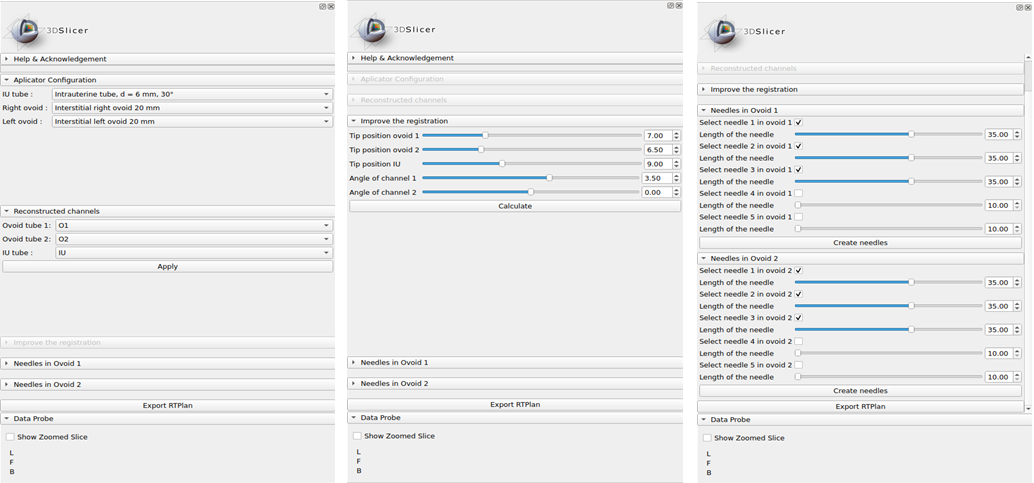 3DSlicer
Help & Acknowledgement
Aplicator Configuration
IU tube : Intrauterine tube, d = 6 mm, 30°
Right ovoid : Interstitial right ovoid 20 mm
Left ovoid : Interstitial left ovoid 20 mm
Reconstructed channels
Ovoid tube 1: O1
Ovoid tube 2: O2
IU tube : IU
Apply
Improve the registration
Needles in Ovoid 1
Needles in Ovoid 2
Export RTPlan
Data Probe
Show Zoomed Slice
L
F
B
3DSlicer
Help & Acknowledgement
Aplicator Configuration
Reconstructed channels
Improve the registration
Tip position ovoid 1 7.00
Tip position ovoid 2 6.50
Tip position IU 9.00
Angle of channel 1 3.50
Angle of channel 2 0.00
Calculate
Needles in Ovoid 1
Needles in Ovoid 2
Export RTPlan
Data Probe
Show Zoomed Slice
L
F
B
3DSlicer
Reconstructed channels
Improve the registration
Needles in Ovoid 1
Select needle 1 in ovoid 1
Length of the needle 35.00
Select needle 2 in ovoid 1
Length of the needle 35.00
Select needle 3 in ovoid 1
Length of the needle 35.00
Select needle 4 in ovoid 1
Length of the needle 10.00
Select needle 5 in ovoid 1
Length of the needle 10.00
Create needles
Needles in Ovoid 2
Select needle 1 in ovoid 2
Length of the needle 35.00
Select needle 2 in ovoid 2
Length of the needle 35.00
Select needle 3 in ovoid 2
Length of the needle 35.00
Select needle 4 in ovoid 2
Length of the needle 10.00
Select needle 5 in ovoid 2
Length of the needle 10.00
Create needles
Export RTPlan
Data Probe
Show Zoomed Slice
L
F
B